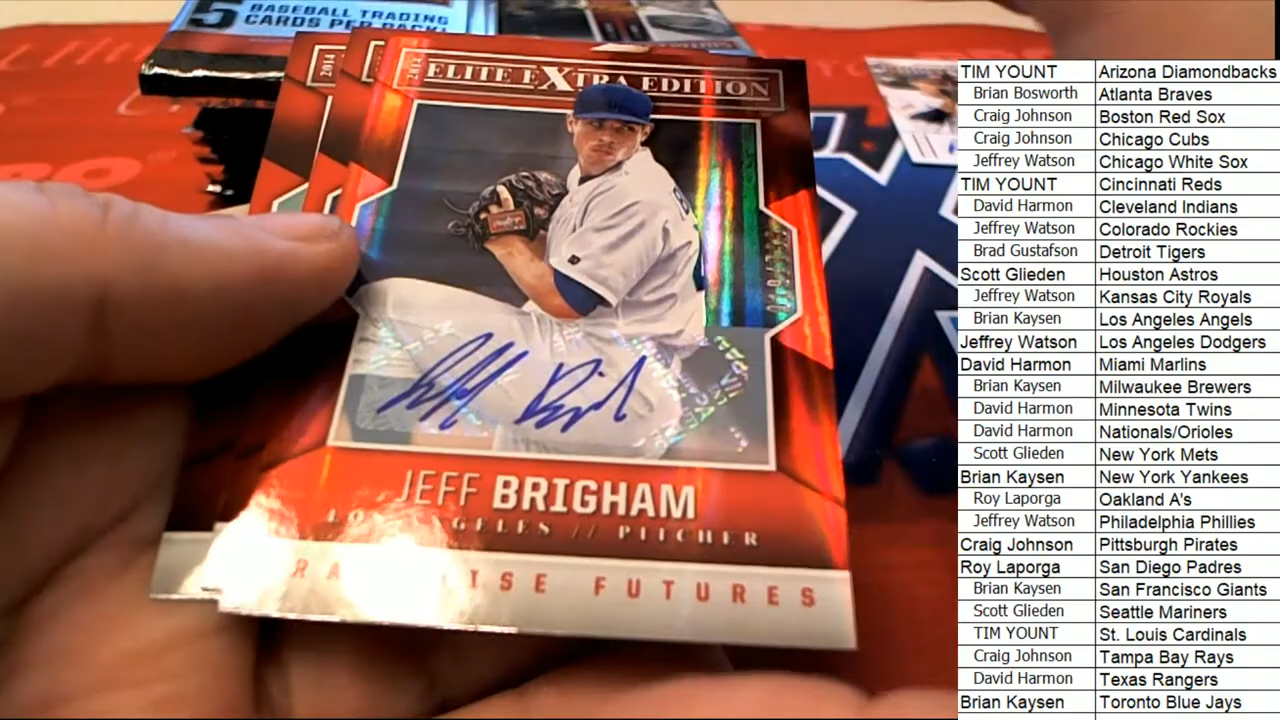 5 BASEBALL TRADING
CARDS PER PACK!
2014
2014 ELITE EXTRA EDITION
Rawlings
JEFF BRIGHAM
LOS ANGELES // PITCHER
FUTURES
TIM YOUNT Arizona Diamondbacks
Brian Bosworth Atlanta Braves
Craig Johnson Boston Red Sox
Craig Johnson Chicago Cubs
Jeffrey Watson Chicago White Sox
TIM YOUNT Cincinnati Reds
David Harmon Cleveland Indians
Jeffrey Watson Colorado Rockies
Brad Gustafson Detroit Tigers
Scott Glieden Houston Astros
Jeffrey Watson Kansas City Royals
Brian Kaysen Los Angeles Angels
Jeffrey Watson Los Angeles Dodgers
David Harmon Miami Marlins
Brian Kaysen Milwaukee Brewers
David Harmon Minnesota Twins
David Harmon Nationals/Orioles
Scott Glieden New York Mets
Brian Kaysen New York Yankees
Roy Laporga Oakland A's
Jeffrey Watson Philadelphia Phillies
Craig Johnson Pittsburgh Pirates
Roy Laporga San Diego Padres
Brian Kaysen San Francisco Giants
Scott Glieden Seattle Mariners
TIM YOUNT St. Louis Cardinals
Craig Johnson Tampa Bay Rays
David Harmon Texas Rangers
Brian Kaysen Toronto Blue Jays